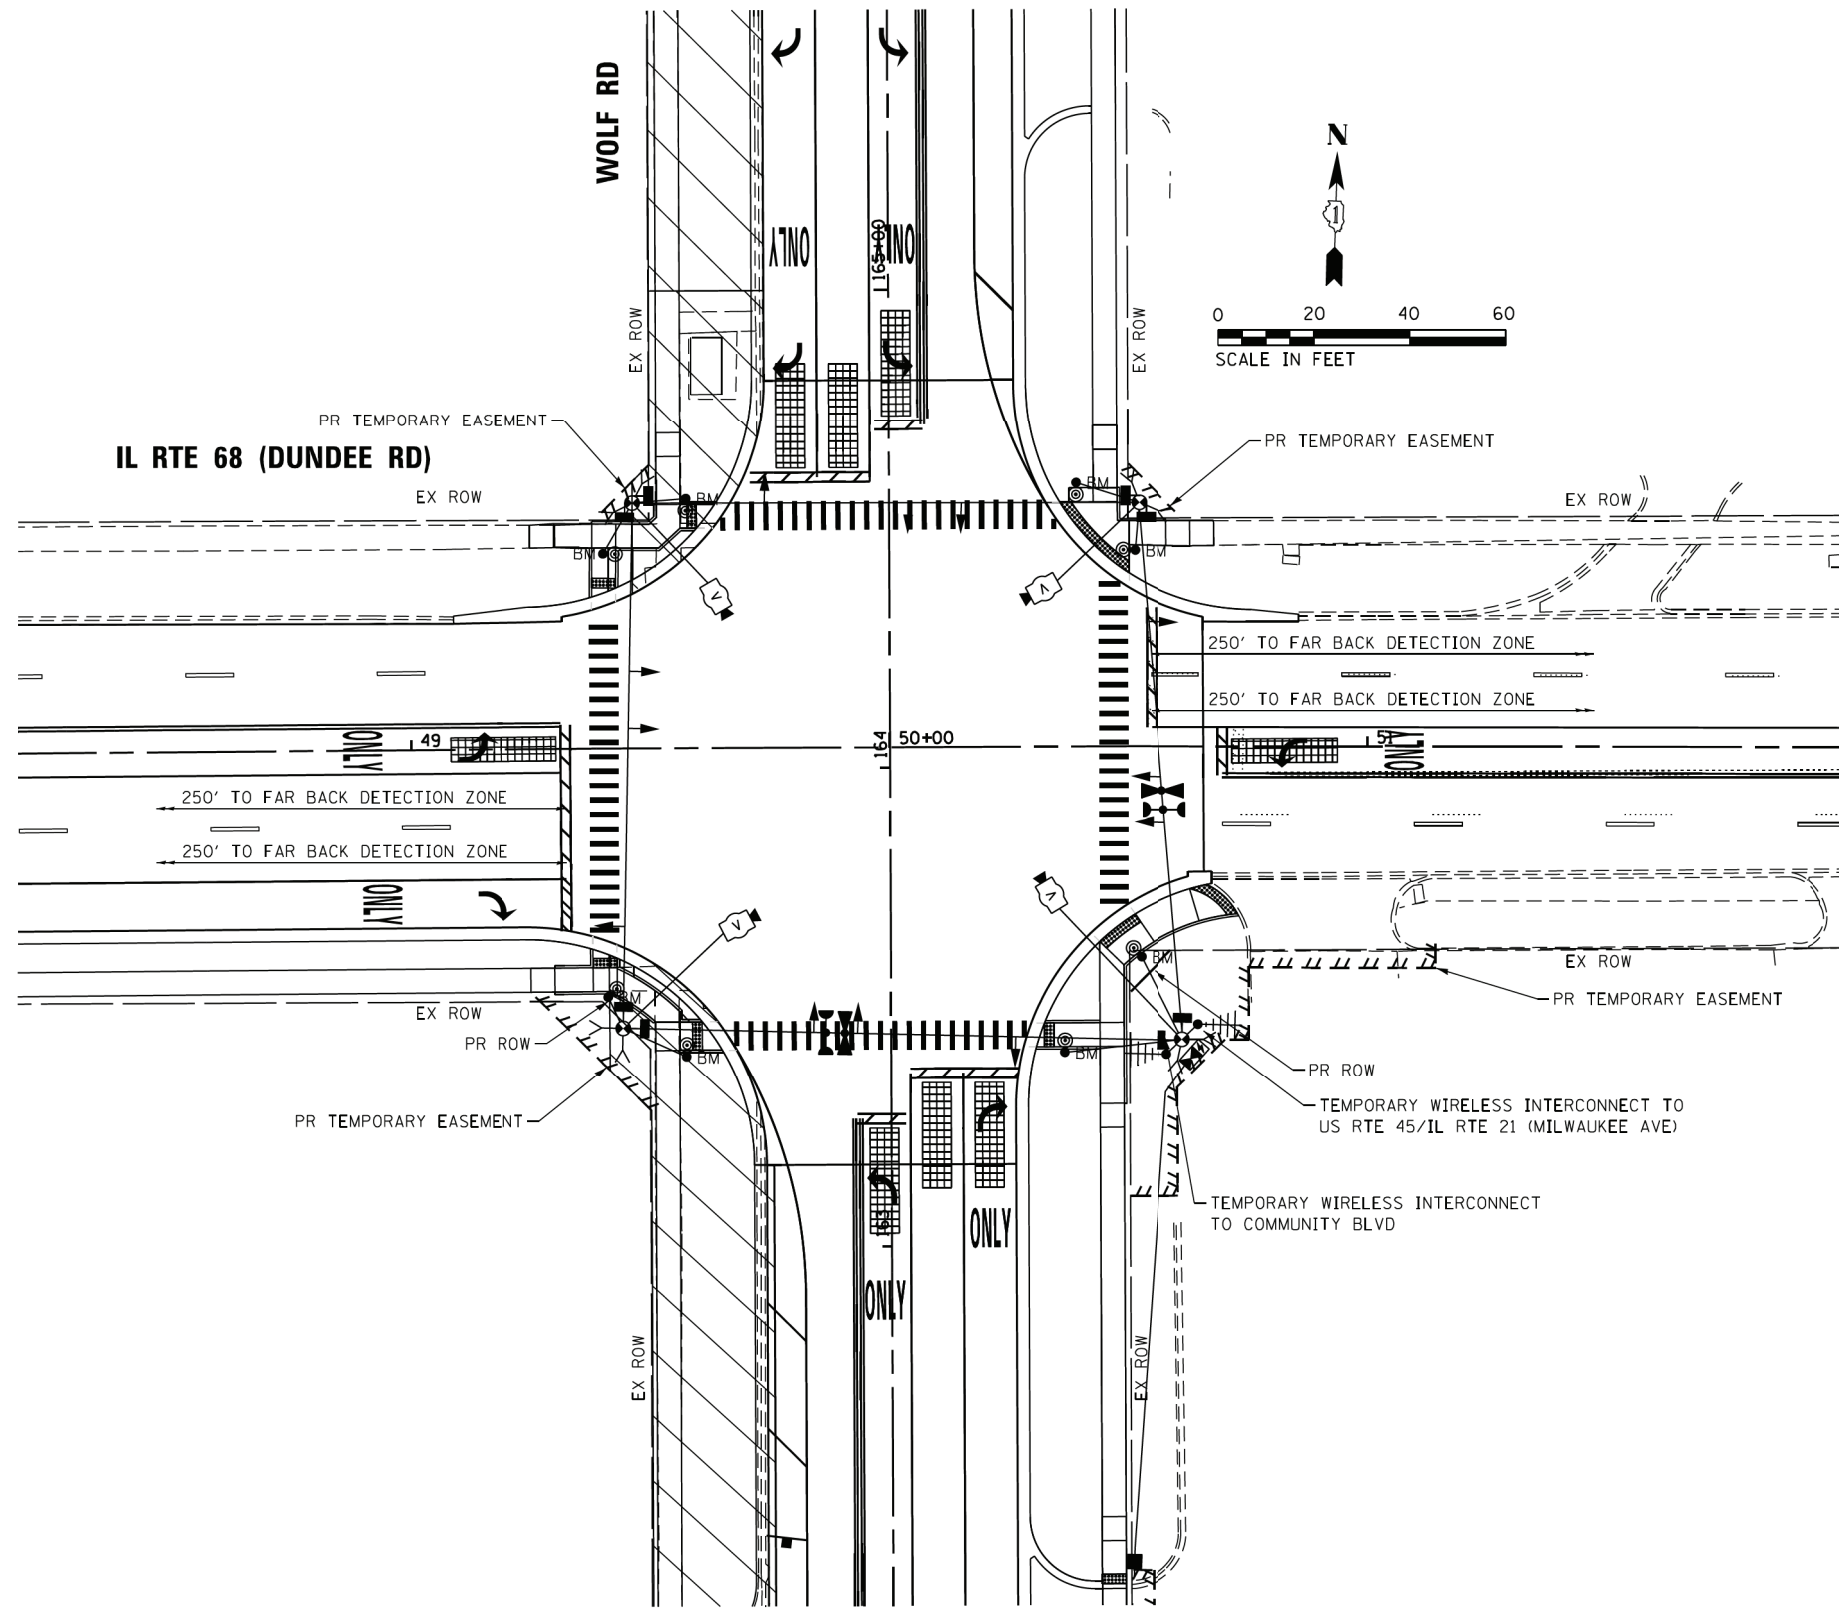 WOLF RD
N
1
0 20 40 60
SCALE IN FEET
ONLY
165+00
ONLY
EX ROW
EX ROW
PR TEMPORARY EASEMENT
IL RTE 68 (DUNDEE RD)
PR TEMPORARY EASEMENT
EX ROW
BM
BM
EX ROW
BM
BM
V
V
250' TO FAR BACK DETECTION ZONE
250' TO FAR BACK DETECTION ZONE
ONLY
49
164
50+00
51
ONLY
250' TO FAR BACK DETECTION ZONE
250' TO FAR BACK DETECTION ZONE
ONLY
V
V
BM
EX ROW
BM
PR TEMPORARY EASEMENT
EX ROW
PR ROW
BM
BM
PR ROW
TEMPORARY WIRELESS INTERCONNECT TO
US RTE 45/IL RTE 21 (MILWAUKEE AVE)
PR TEMPORARY EASEMENT
TEMPORARY WIRELESS INTERCONNECT
TO COMMUNITY BLVD
163
ONLY
ONLY
EX ROW
EX ROW